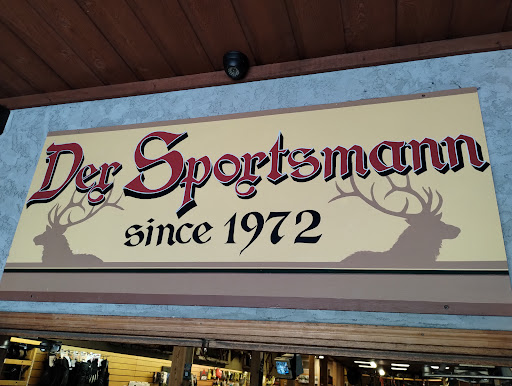 Der Sportsmann
since 1972